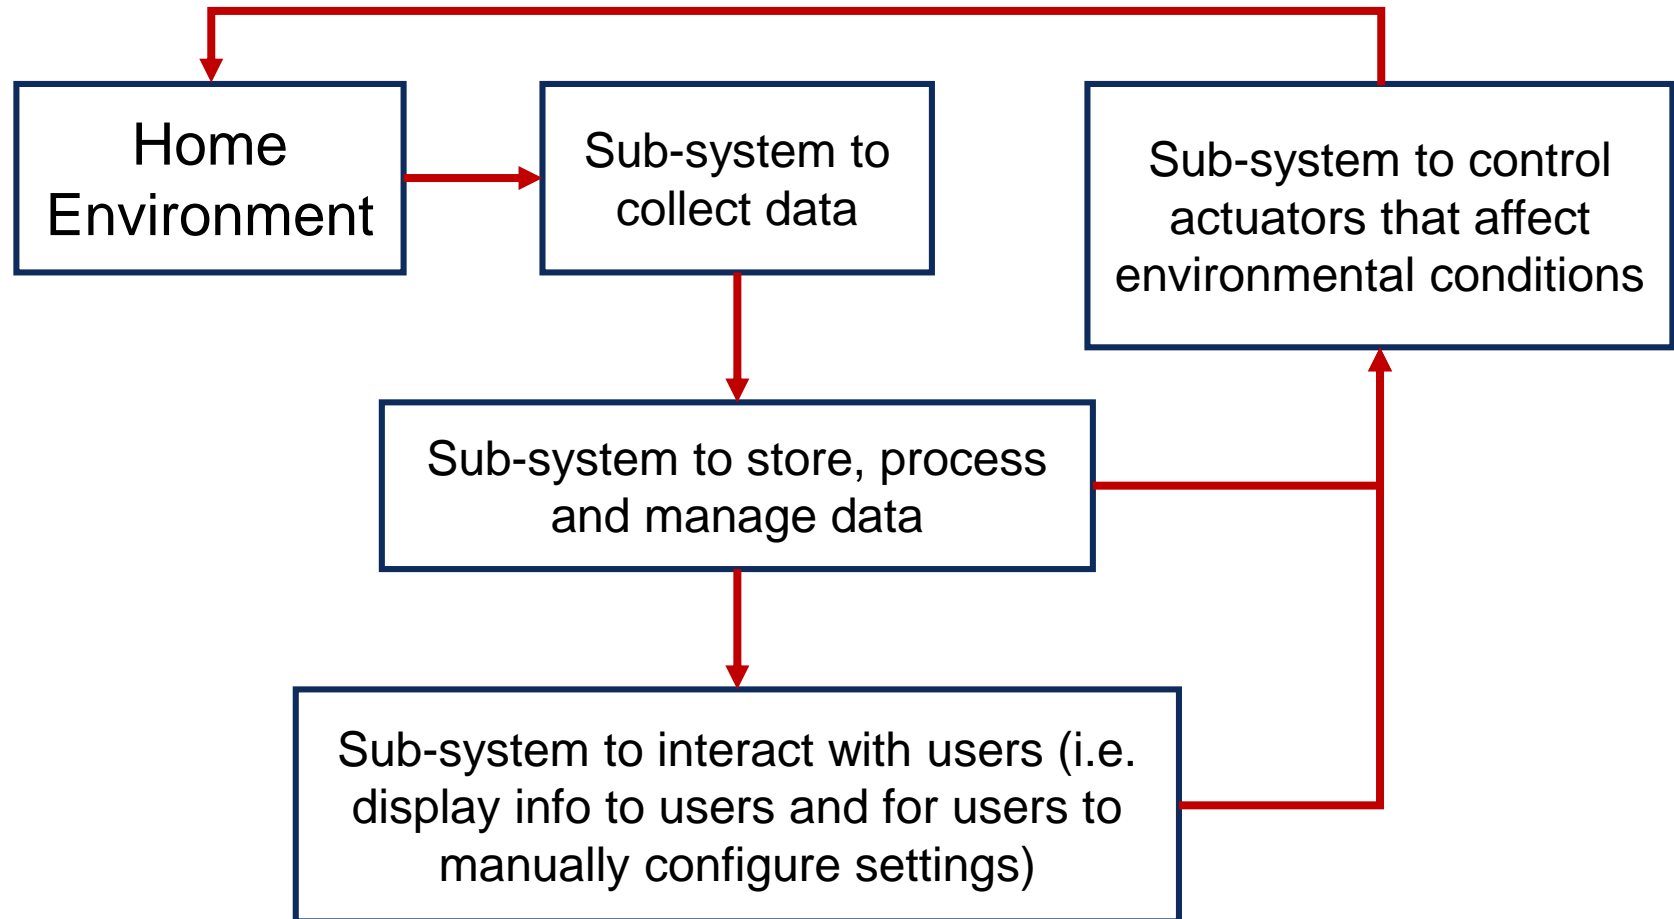 Home
Environment
Sub-system to
collect data
Sub-system to control
actuators that affect
environmental conditions
Sub-system to store, process
and manage data
Sub-system to interact with users (i.e.
display info to users and for users to
manually configure settings)